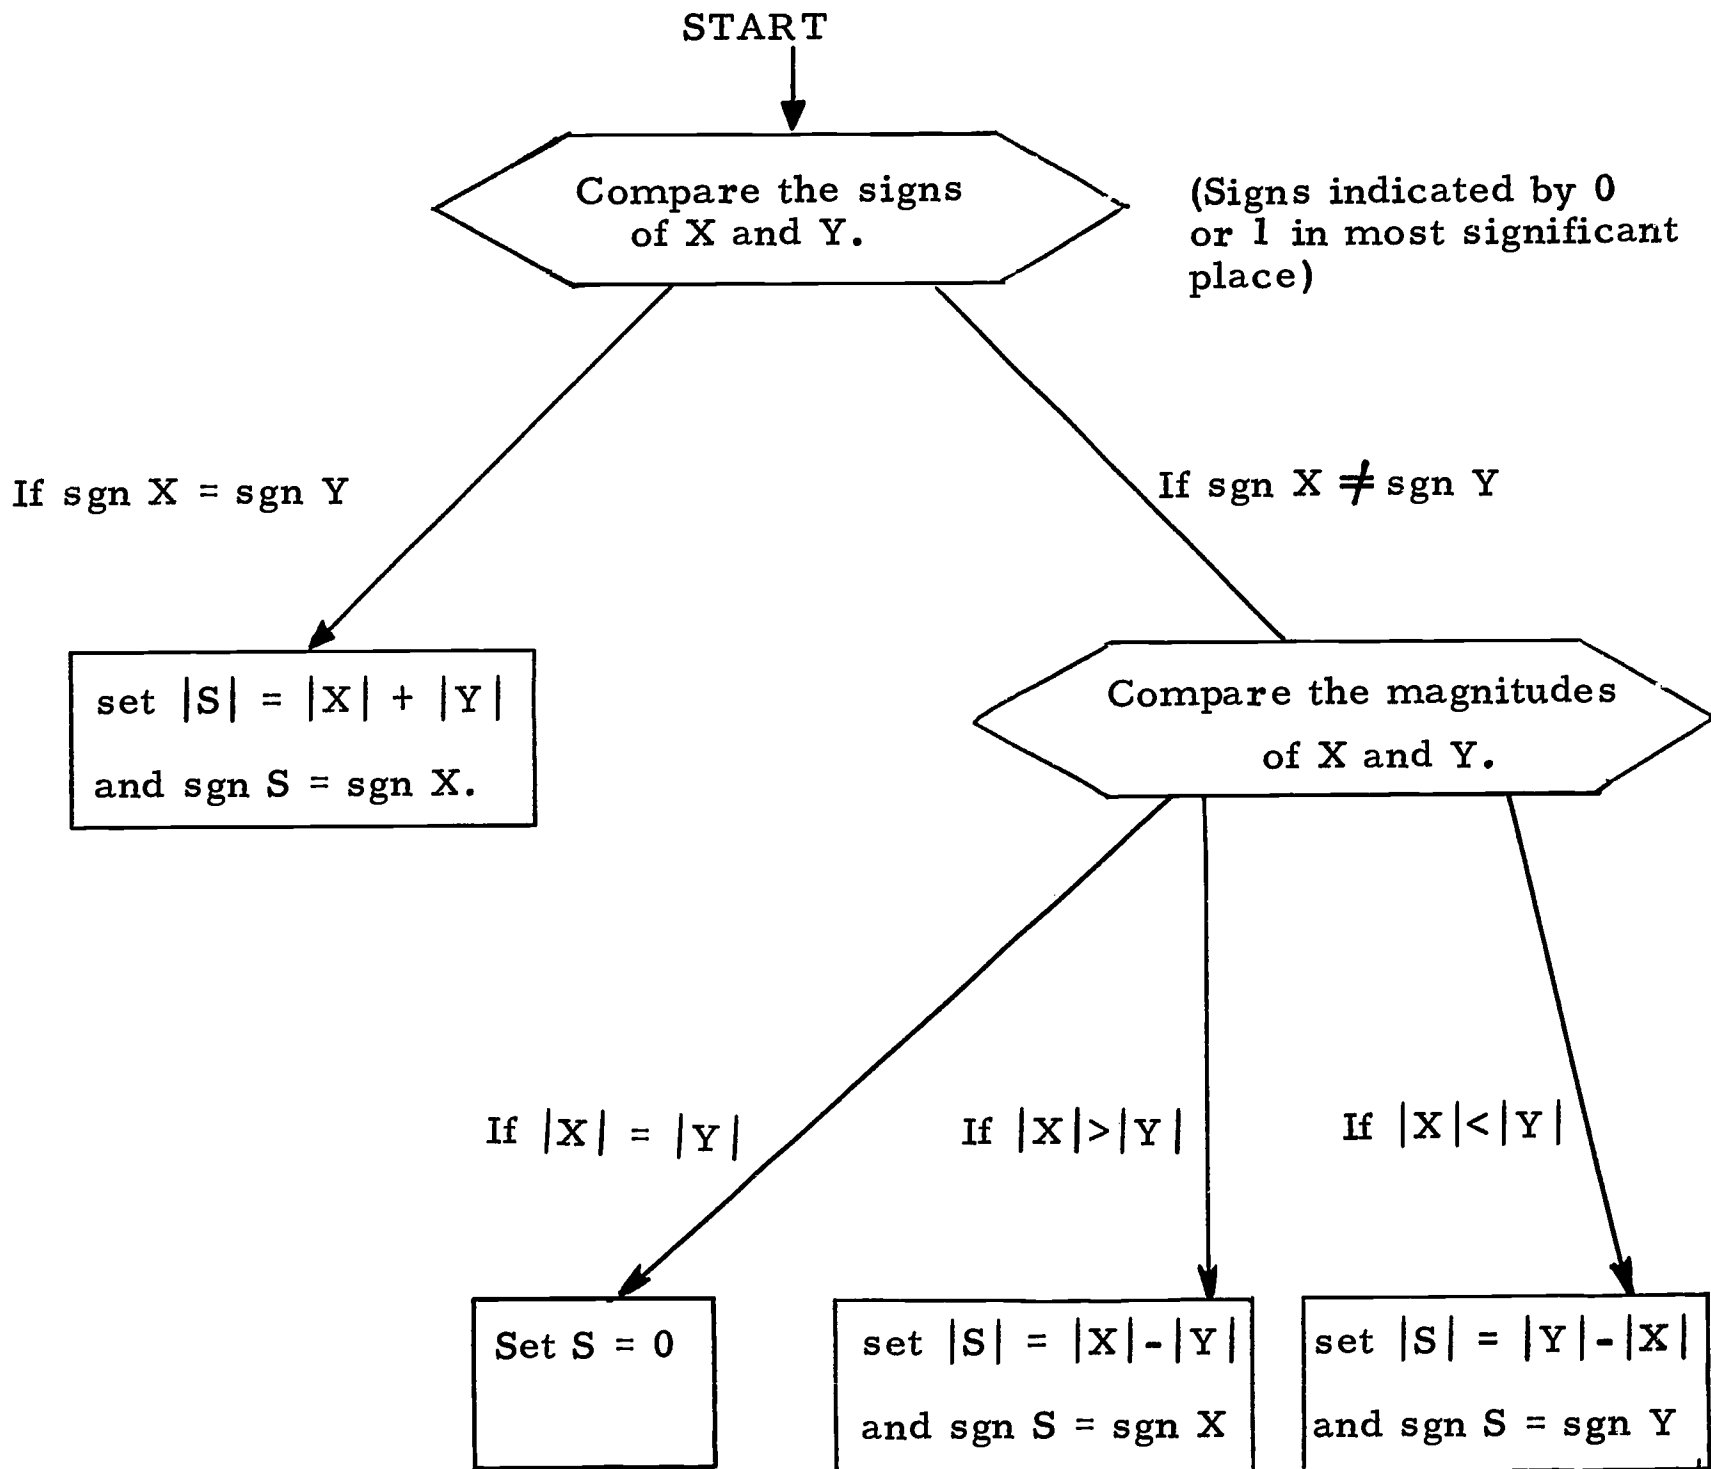 START
Compare the signs
of X and Y.
(Signs indicated by 0
or 1 in most significant
place)
If sgn X = sgn Y
If sgn X ≠ sgn Y
set |S| = |X| + |Y|
and sgn S = sgn X.
Compare the magnitudes
of X and Y.
If |X| = |Y|
If |X|>|Y|
If |X|<|Y|
Set S = 0
set |S| = |X|-|Y|
and sgn S = sgn X
set |S| = |Y|-|X|
and sgn S = sgn Y